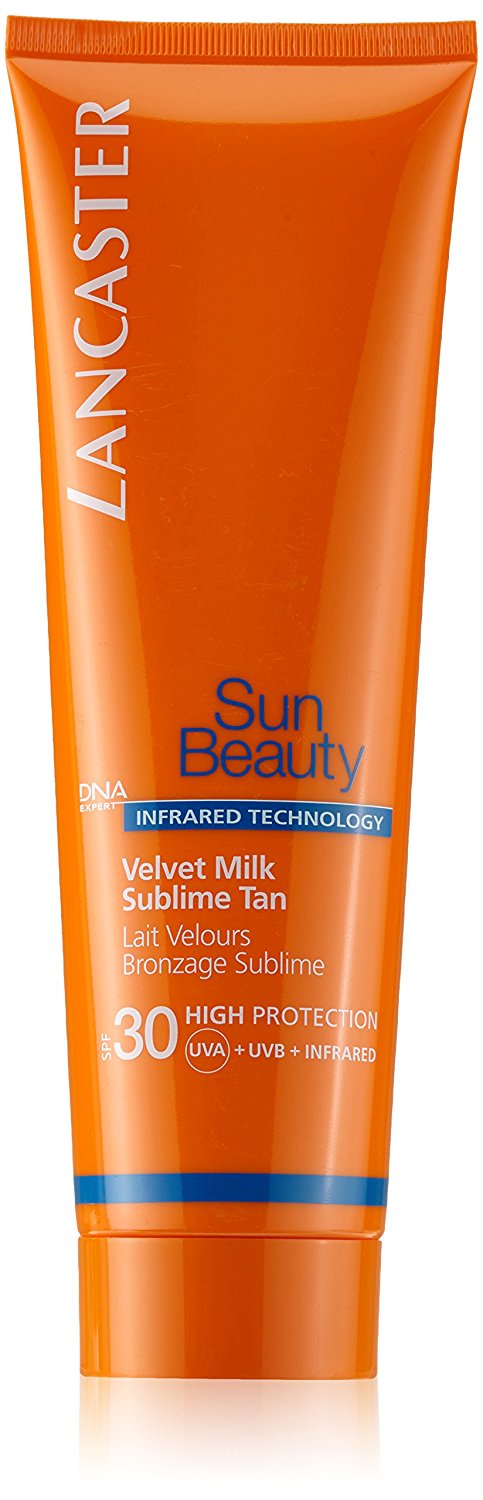 LANCASTER
Sun
Beauty
DNA
EXPERT
INFRARED TECHNOLOGY
Velvet Milk
Sublime Tan
Lait Velours
Bronzage Sublime
SPF 30 HIGH PROTECTION
UVA + UVB + INFRARED